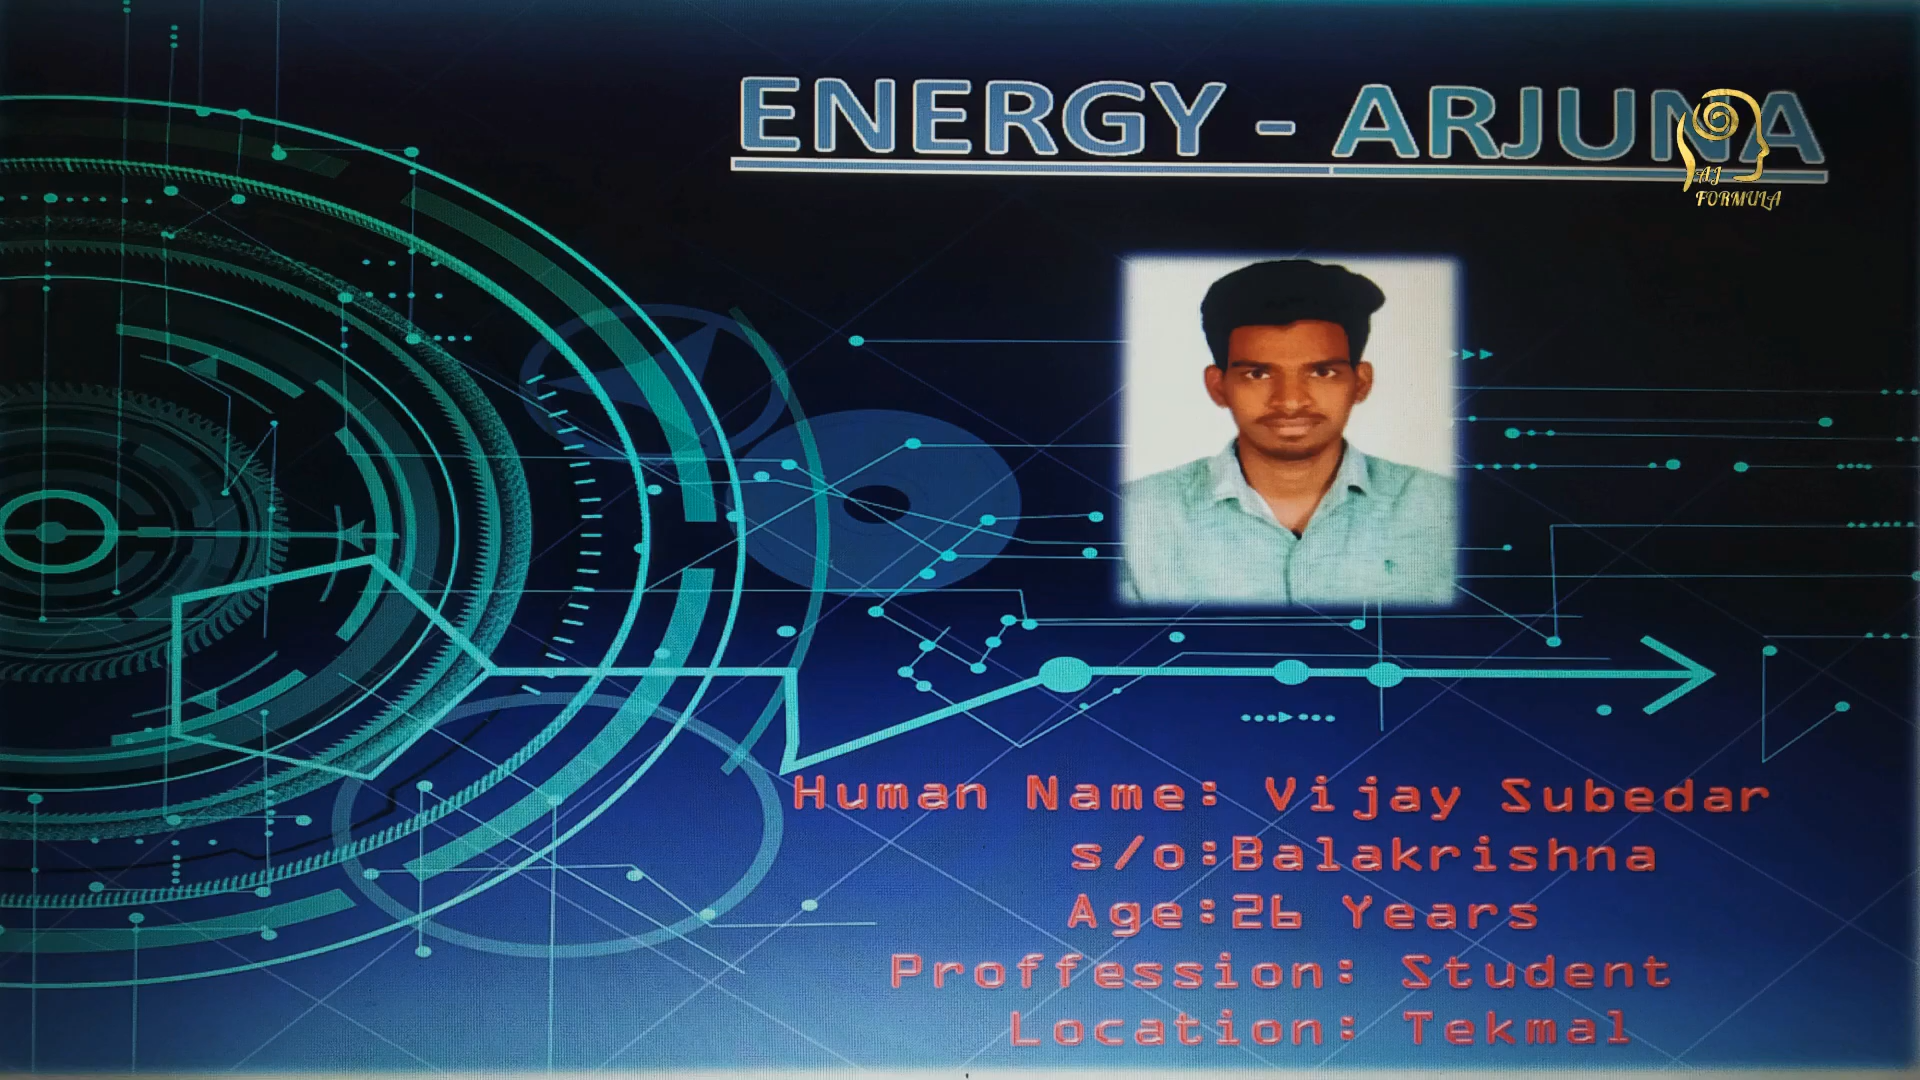 ENERGY - ARJUNA
AJ
FORMULA
Human Name: Vijay Subedar
s/o:Balakrishna
Age:26 Years
Proffession: Student
Location: Tekmal